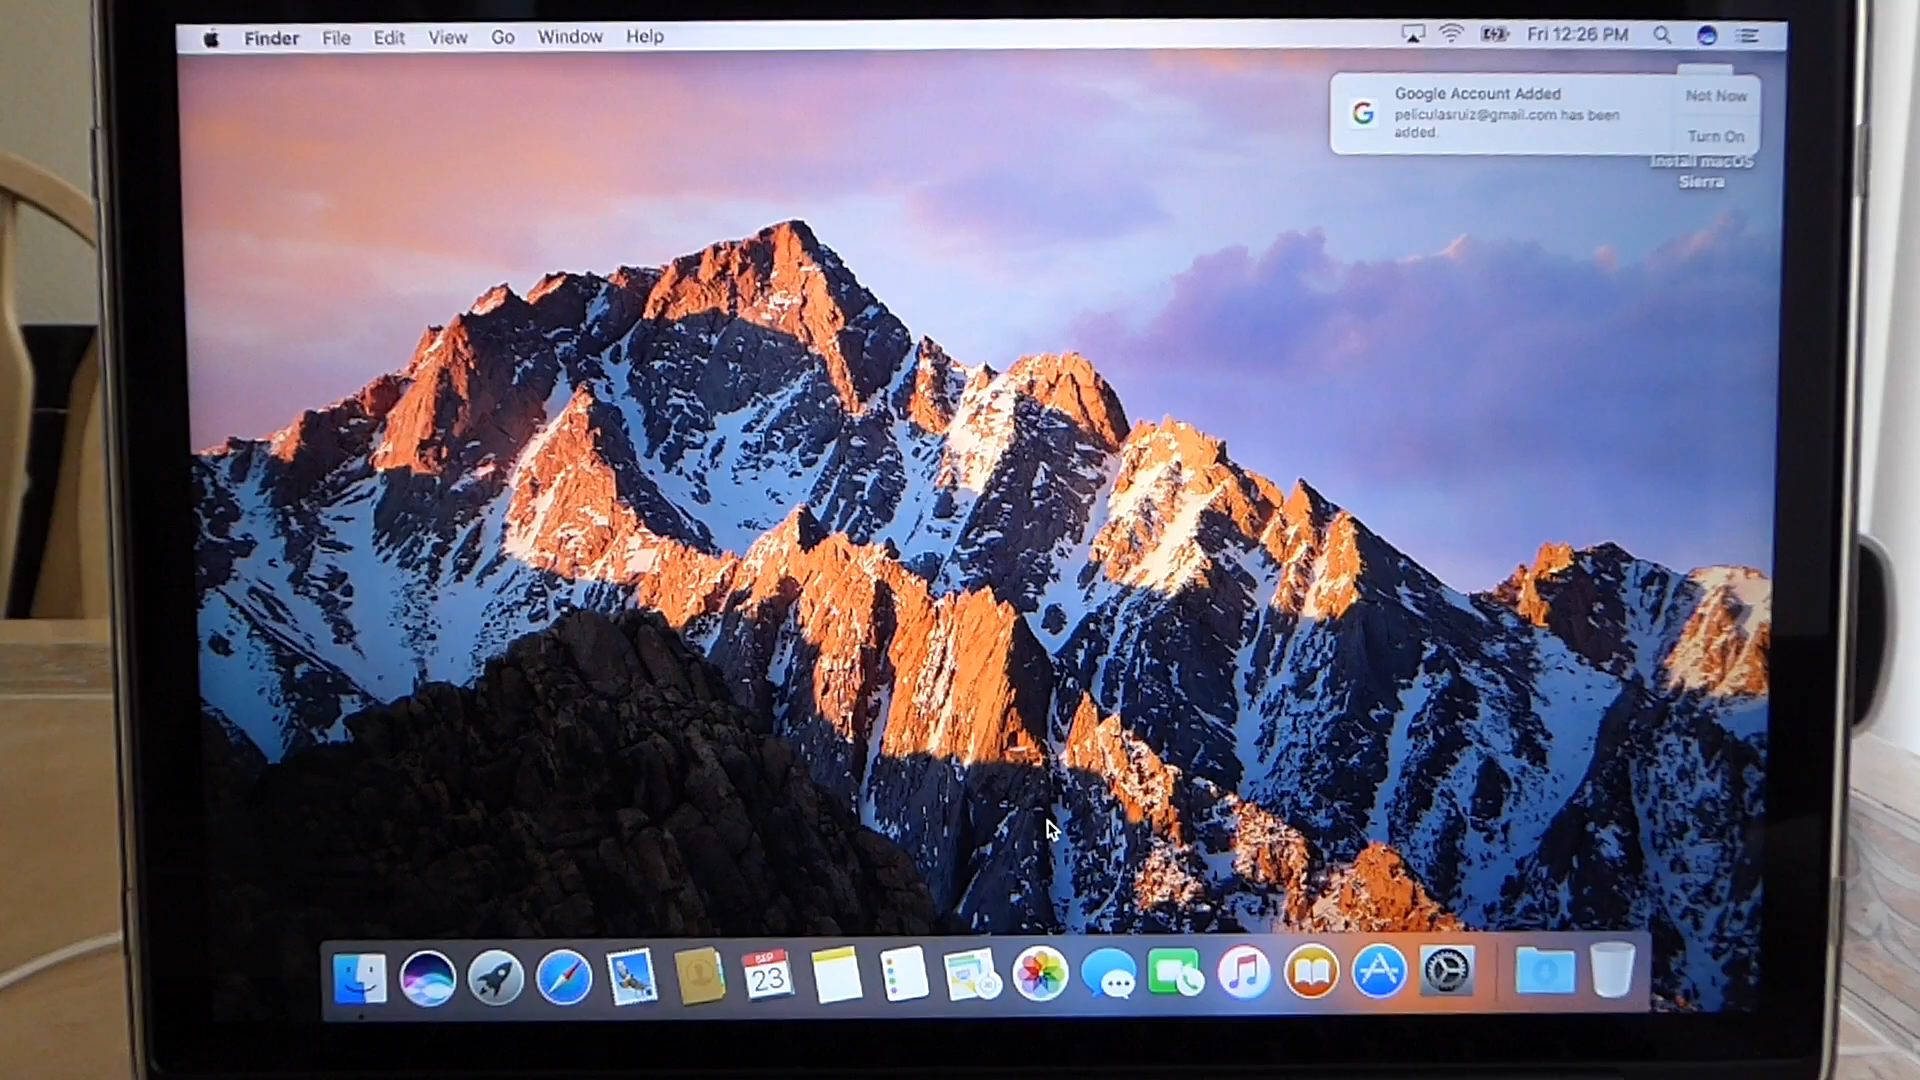 Finder File Edit View Go Window Help
Fri 12:26 PM
Google Account Added
peliculasruiz@gmail.com has been
added.
Not Now
Turn On
Install macOS
Sierra
SEP
23